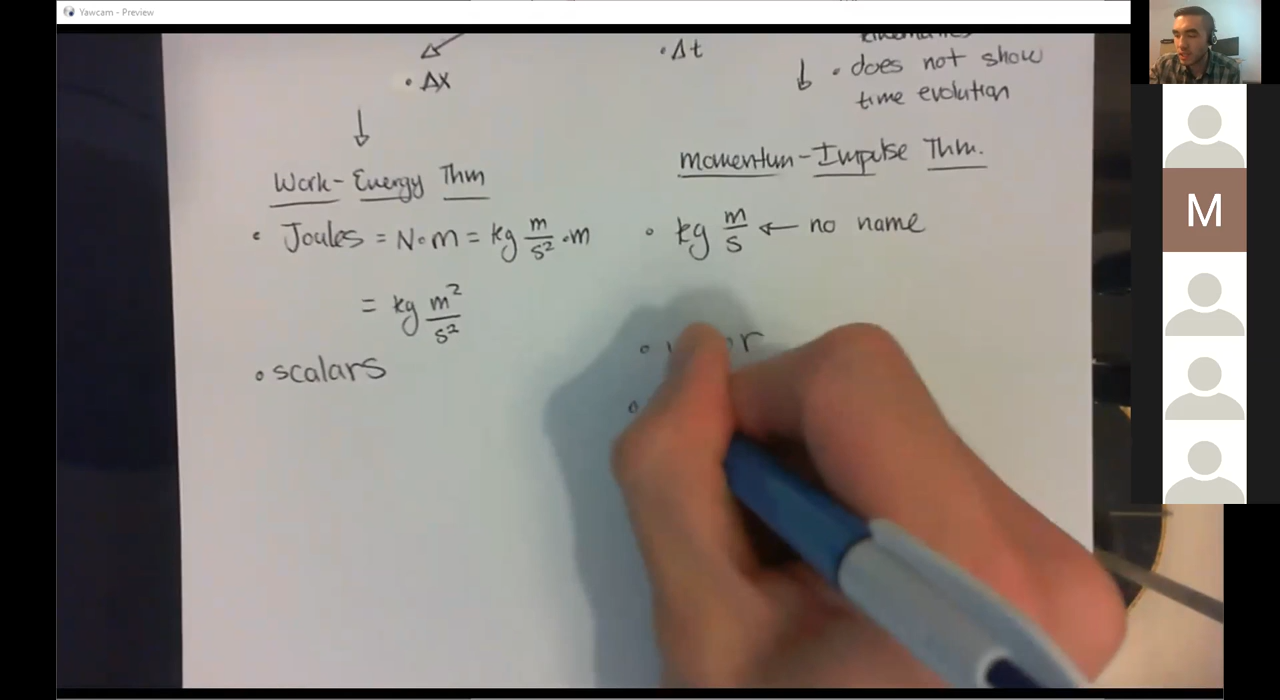 Yawcam - Preview
• Δx
• Δt
• does not show
time evolution
Work-Energy Thm
• Joules = N•m = kg m/s² •m
= kg m²/s²
• scalars
Momentum-Impulse Thm.
• kg m/s ← no name
M